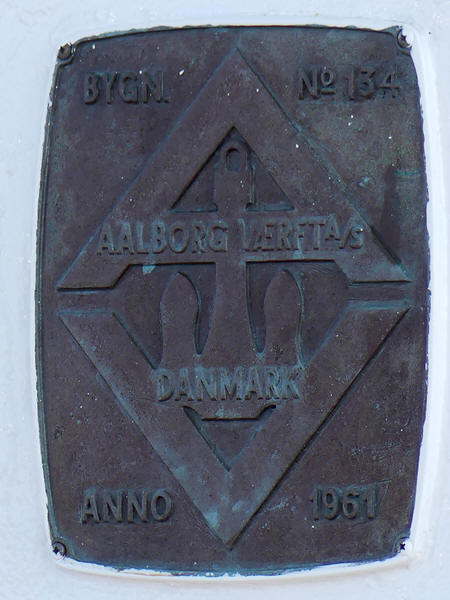 BYGN. Nº 134
AALBORG VÆRFT A/S
DANMARK
ANNO 1961